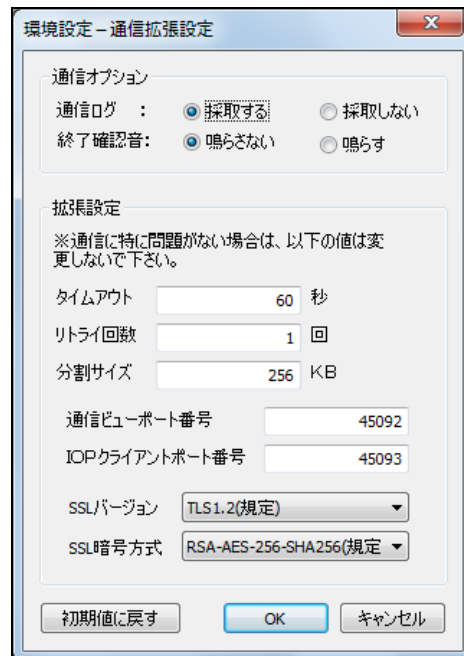 環境設定－通信拡張設定
通信オプション
通信ログ ： 採取する 採取しない
終了確認音： 鳴らさない 鳴らす
拡張設定
※通信に特に問題がない場合は、以下の値は変
更しないで下さい。
タイムアウト 60 秒
リトライ回数 1 回
分割サイズ 256 KB
通信ビューポート番号 45092
IOPクライアントポート番号 45093
SSLバージョン TLS1.2(規定)
SSL暗号方式 RSA-AES-256-SHA256(規定
初期値に戻す OK キャンセル